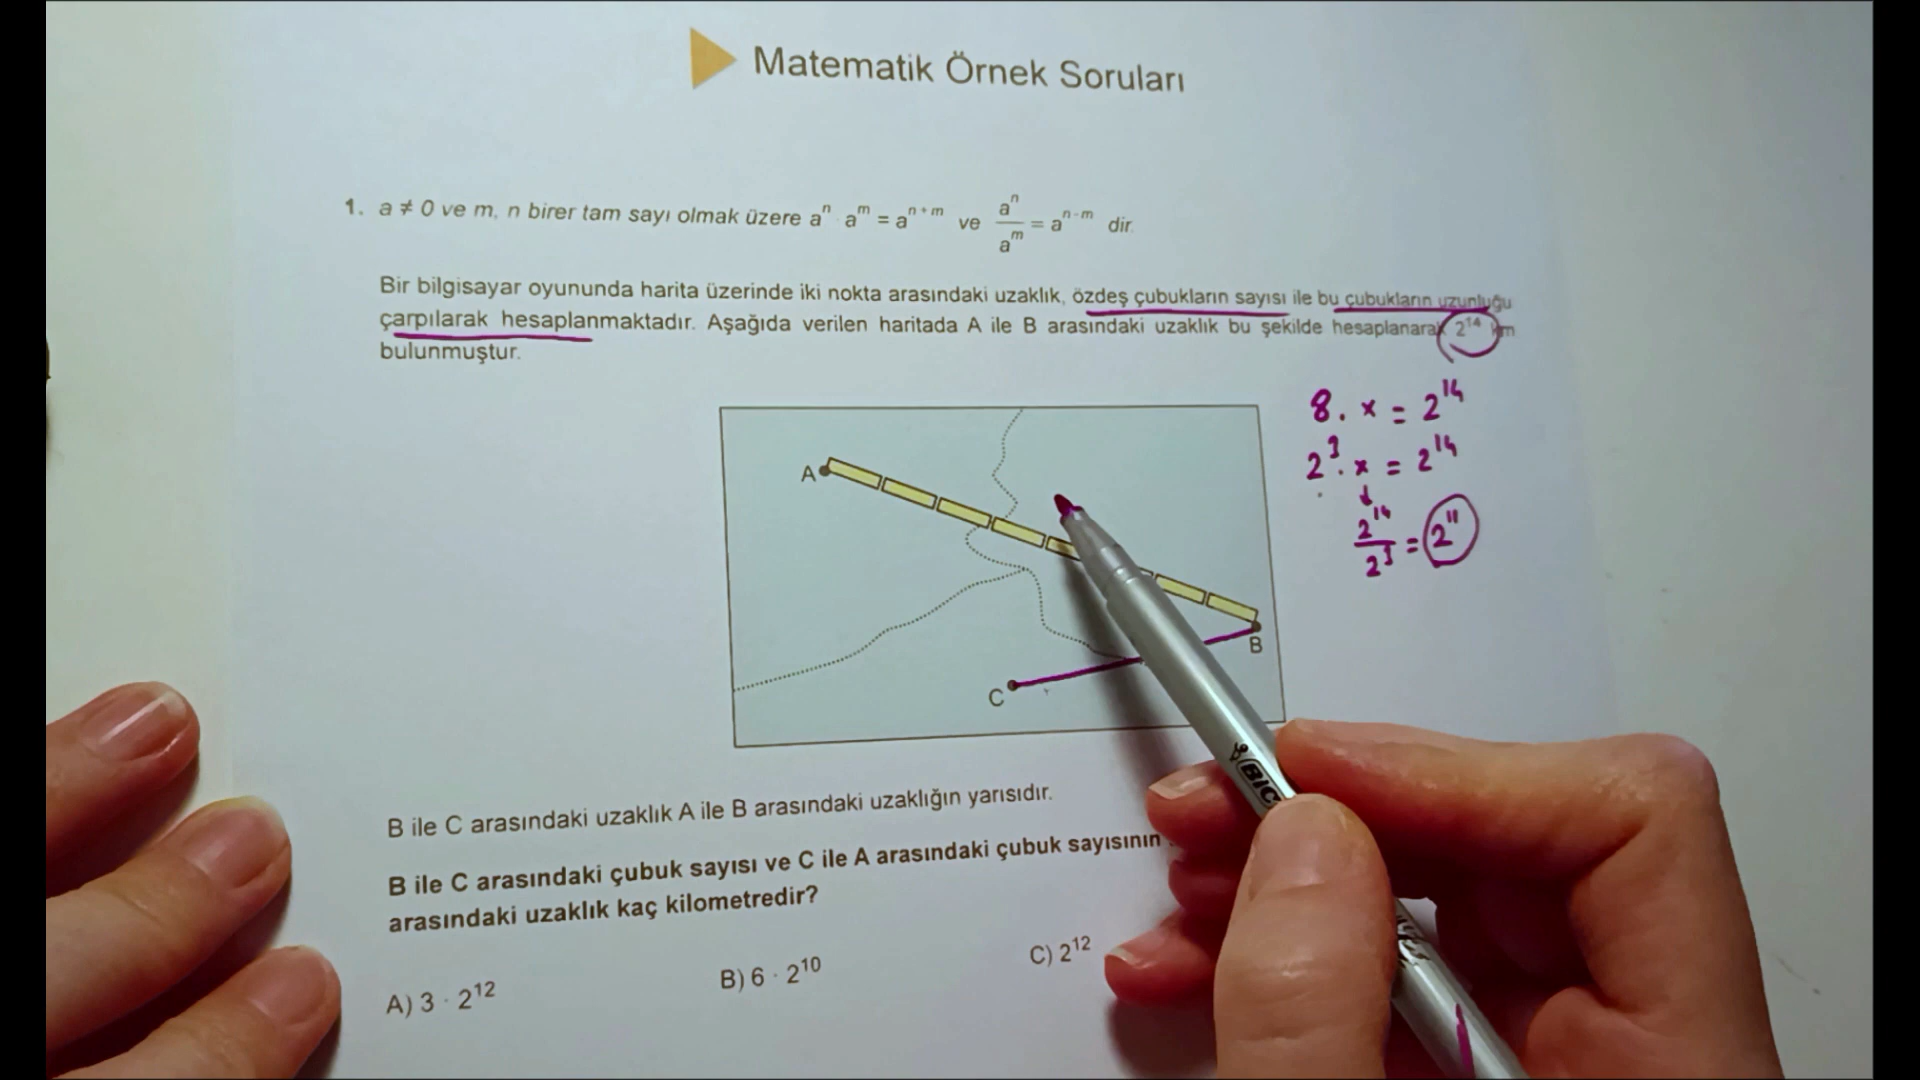 Matematik Örnek Soruları
1. a ≠ 0 ve m, n birer tam sayı olmak üzere aⁿ · aᵐ = aⁿ⁺ᵐ ve aⁿ/aᵐ = aⁿ⁻ᵐ dir.
Bir bilgisayar oyununda harita üzerinde iki nokta arasındaki uzaklık, özdeş çubukların sayısı ile bu çubukların uzunluğu
çarpılarak hesaplanmaktadır. Aşağıda verilen haritada A ile B arasındaki uzaklık bu şekilde hesaplanarak 2¹⁴ km
bulunmuştur.
8 . x = 2¹⁴
2³ . x = 2¹⁴
2¹⁴/2³ = 2¹¹
A
B
C
BIC
B ile C arasındaki uzaklık A ile B arasındaki uzaklığın yarısıdır.
B ile C arasındaki çubuk sayısı ve C ile A arasındaki çubuk sayısının
arasındaki uzaklık kaç kilometredir?
A) 3 · 2¹²
B) 6 · 2¹⁰
C) 2¹²